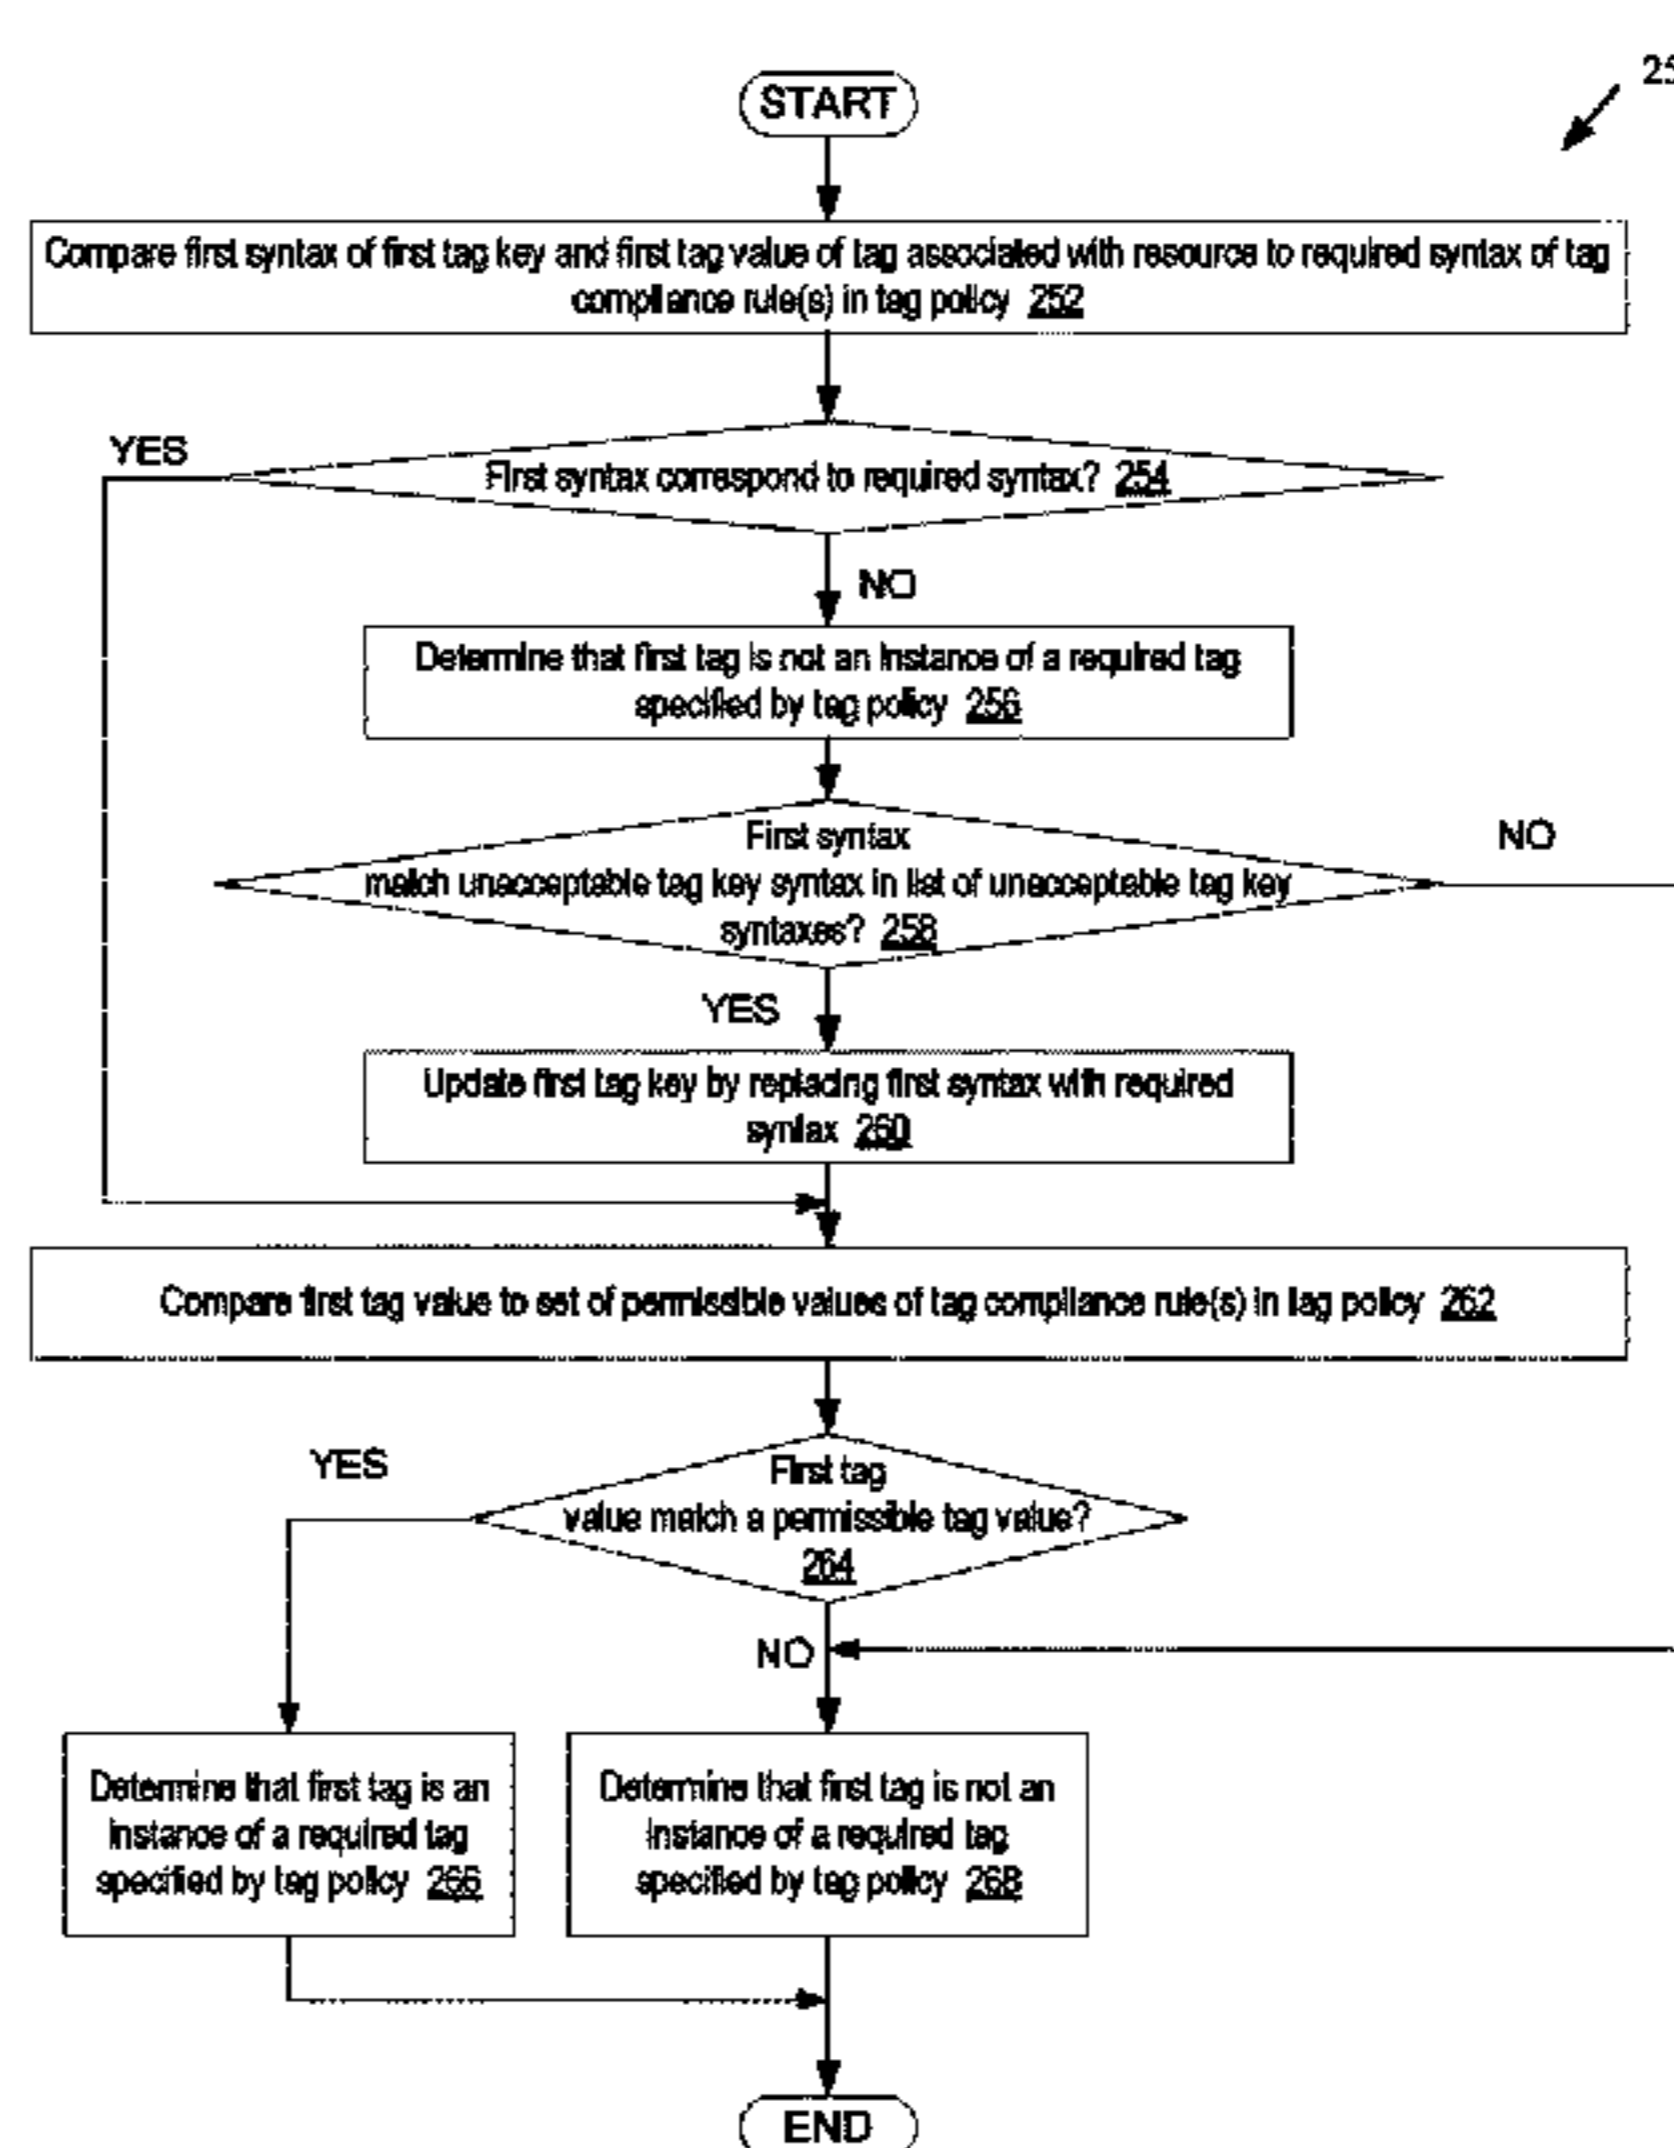 START
25
Compare first syntax of first tag key and first tag value of tag associated with resource to required syntax of tag
compliance rule(s) in tag policy 252
YES
First syntax correspond to required syntax? 254
NO
Determine that first tag is not an instance of a required tag
specified by tag policy 256
First syntax
NO
match unacceptable tag key syntax in list of unacceptable tag key
syntaxes? 258
YES
Update first tag key by replacing first syntax with required
syntax 260
Compare first tag value to set of permissible values of tag compliance rule(s) in tag policy 262
YES
First tag
value match a permissible tag value?
264
NO
Determine that first tag is an
instance of a required tag
specified by tag policy 266
Determine that first tag is not an
instance of a required tag
specified by tag policy 268
END